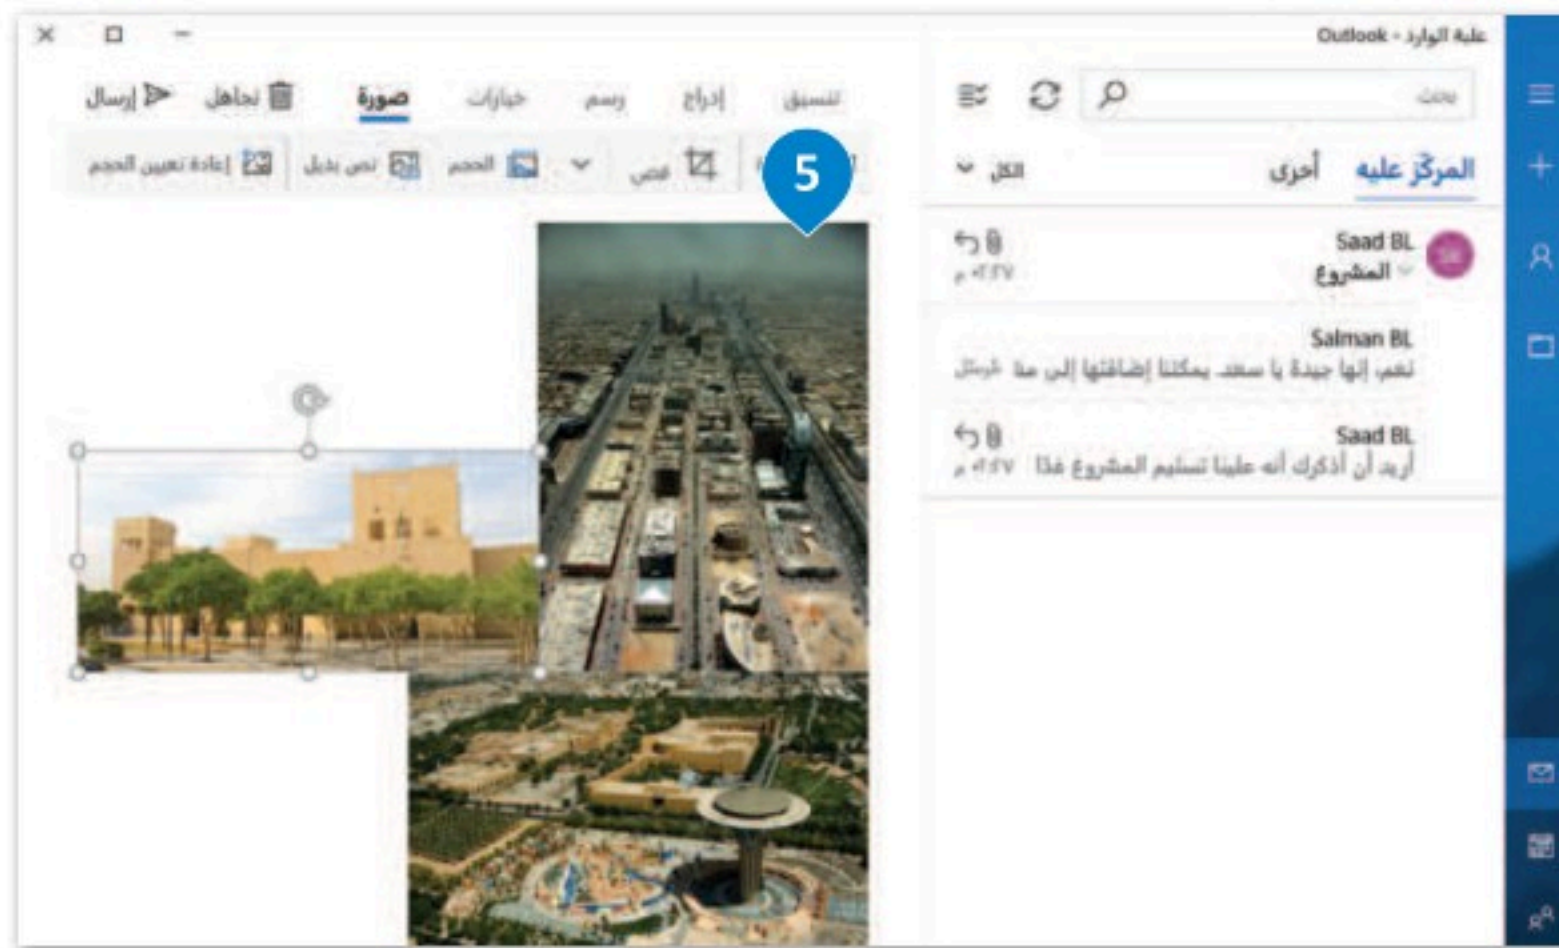 علبة الوارد - Outlook
بحث
المركّز عليه أخرى الكل
Saad BL
المشروع
Salman BL
نعم، إنها جيدة يا سعد. يمكننا إضافتها إلى
Saad BL
أريد أن أذكرك أنه علينا تسليم المشروع غدًا
تنسيق إدراج رسم خيارات صورة تجاهل إرسال
قص الحجم نص بديل إعادة تعيين الحجم
5